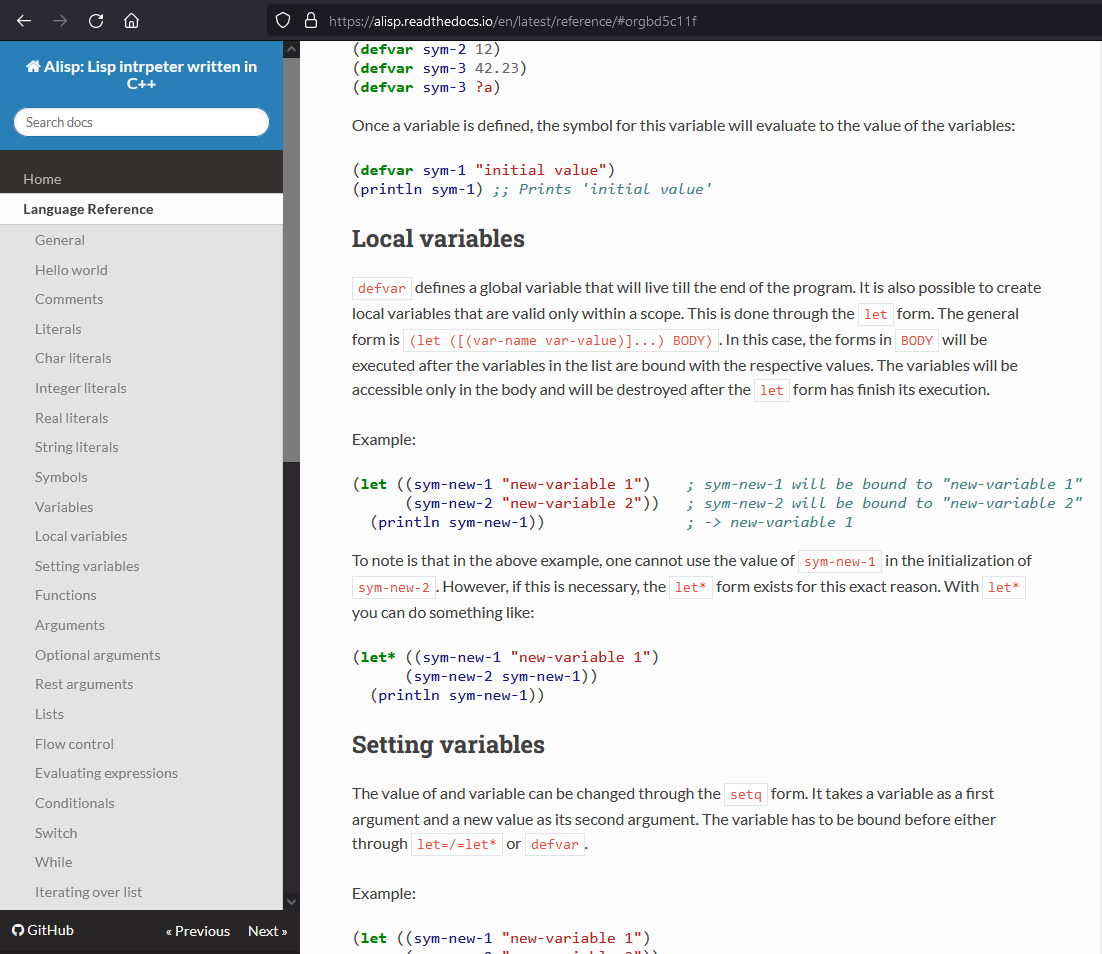 https://alisp.readthedocs.io/en/latest/reference/#orgbd5c11f
Alisp: Lisp intrpeter written in
C++
Search docs
Home
Language Reference
General
Hello world
Comments
Literals
Char literals
Integer literals
Real literals
String literals
Symbols
Variables
Local variables
Setting variables
Functions
Arguments
Optional arguments
Rest arguments
Lists
Flow control
Evaluating expressions
Conditionals
Switch
While
Iterating over list
GitHub
« Previous
Next »
(defvar sym-2 12)
(defvar sym-3 42.23)
(defvar sym-3 ?a)
Once a variable is defined, the symbol for this variable will evaluate to the value of the variables:
(defvar sym-1 "initial value")
(println sym-1) ;; Prints 'initial value'
Local variables
defvar defines a global variable that will live till the end of the program. It is also possible to create
local variables that are valid only within a scope. This is done through the let form. The general
form is (let ([(var-name var-value)]...) BODY). In this case, the forms in BODY will be
executed after the variables in the list are bound with the respective values. The variables will be
accessible only in the body and will be destroyed after the let form has finish its execution.
Example:
(let ((sym-new-1 "new-variable 1") ; sym-new-1 will be bound to "new-variable 1"
(sym-new-2 "new-variable 2")) ; sym-new-2 will be bound to "new-variable 2"
(println sym-new-1)) ; -> new-variable 1
To note is that in the above example, one cannot use the value of sym-new-1 in the initialization of
sym-new-2. However, if this is necessary, the let* form exists for this exact reason. With let*
you can do something like:
(let* ((sym-new-1 "new-variable 1")
(sym-new-2 sym-new-1))
(println sym-new-1))
Setting variables
The value of and variable can be changed through the setq form. It takes a variable as a first
argument and a new value as its second argument. The variable has to be bound before either
through let=/=let* or defvar.
Example:
(let ((sym-new-1 "new-variable 1")